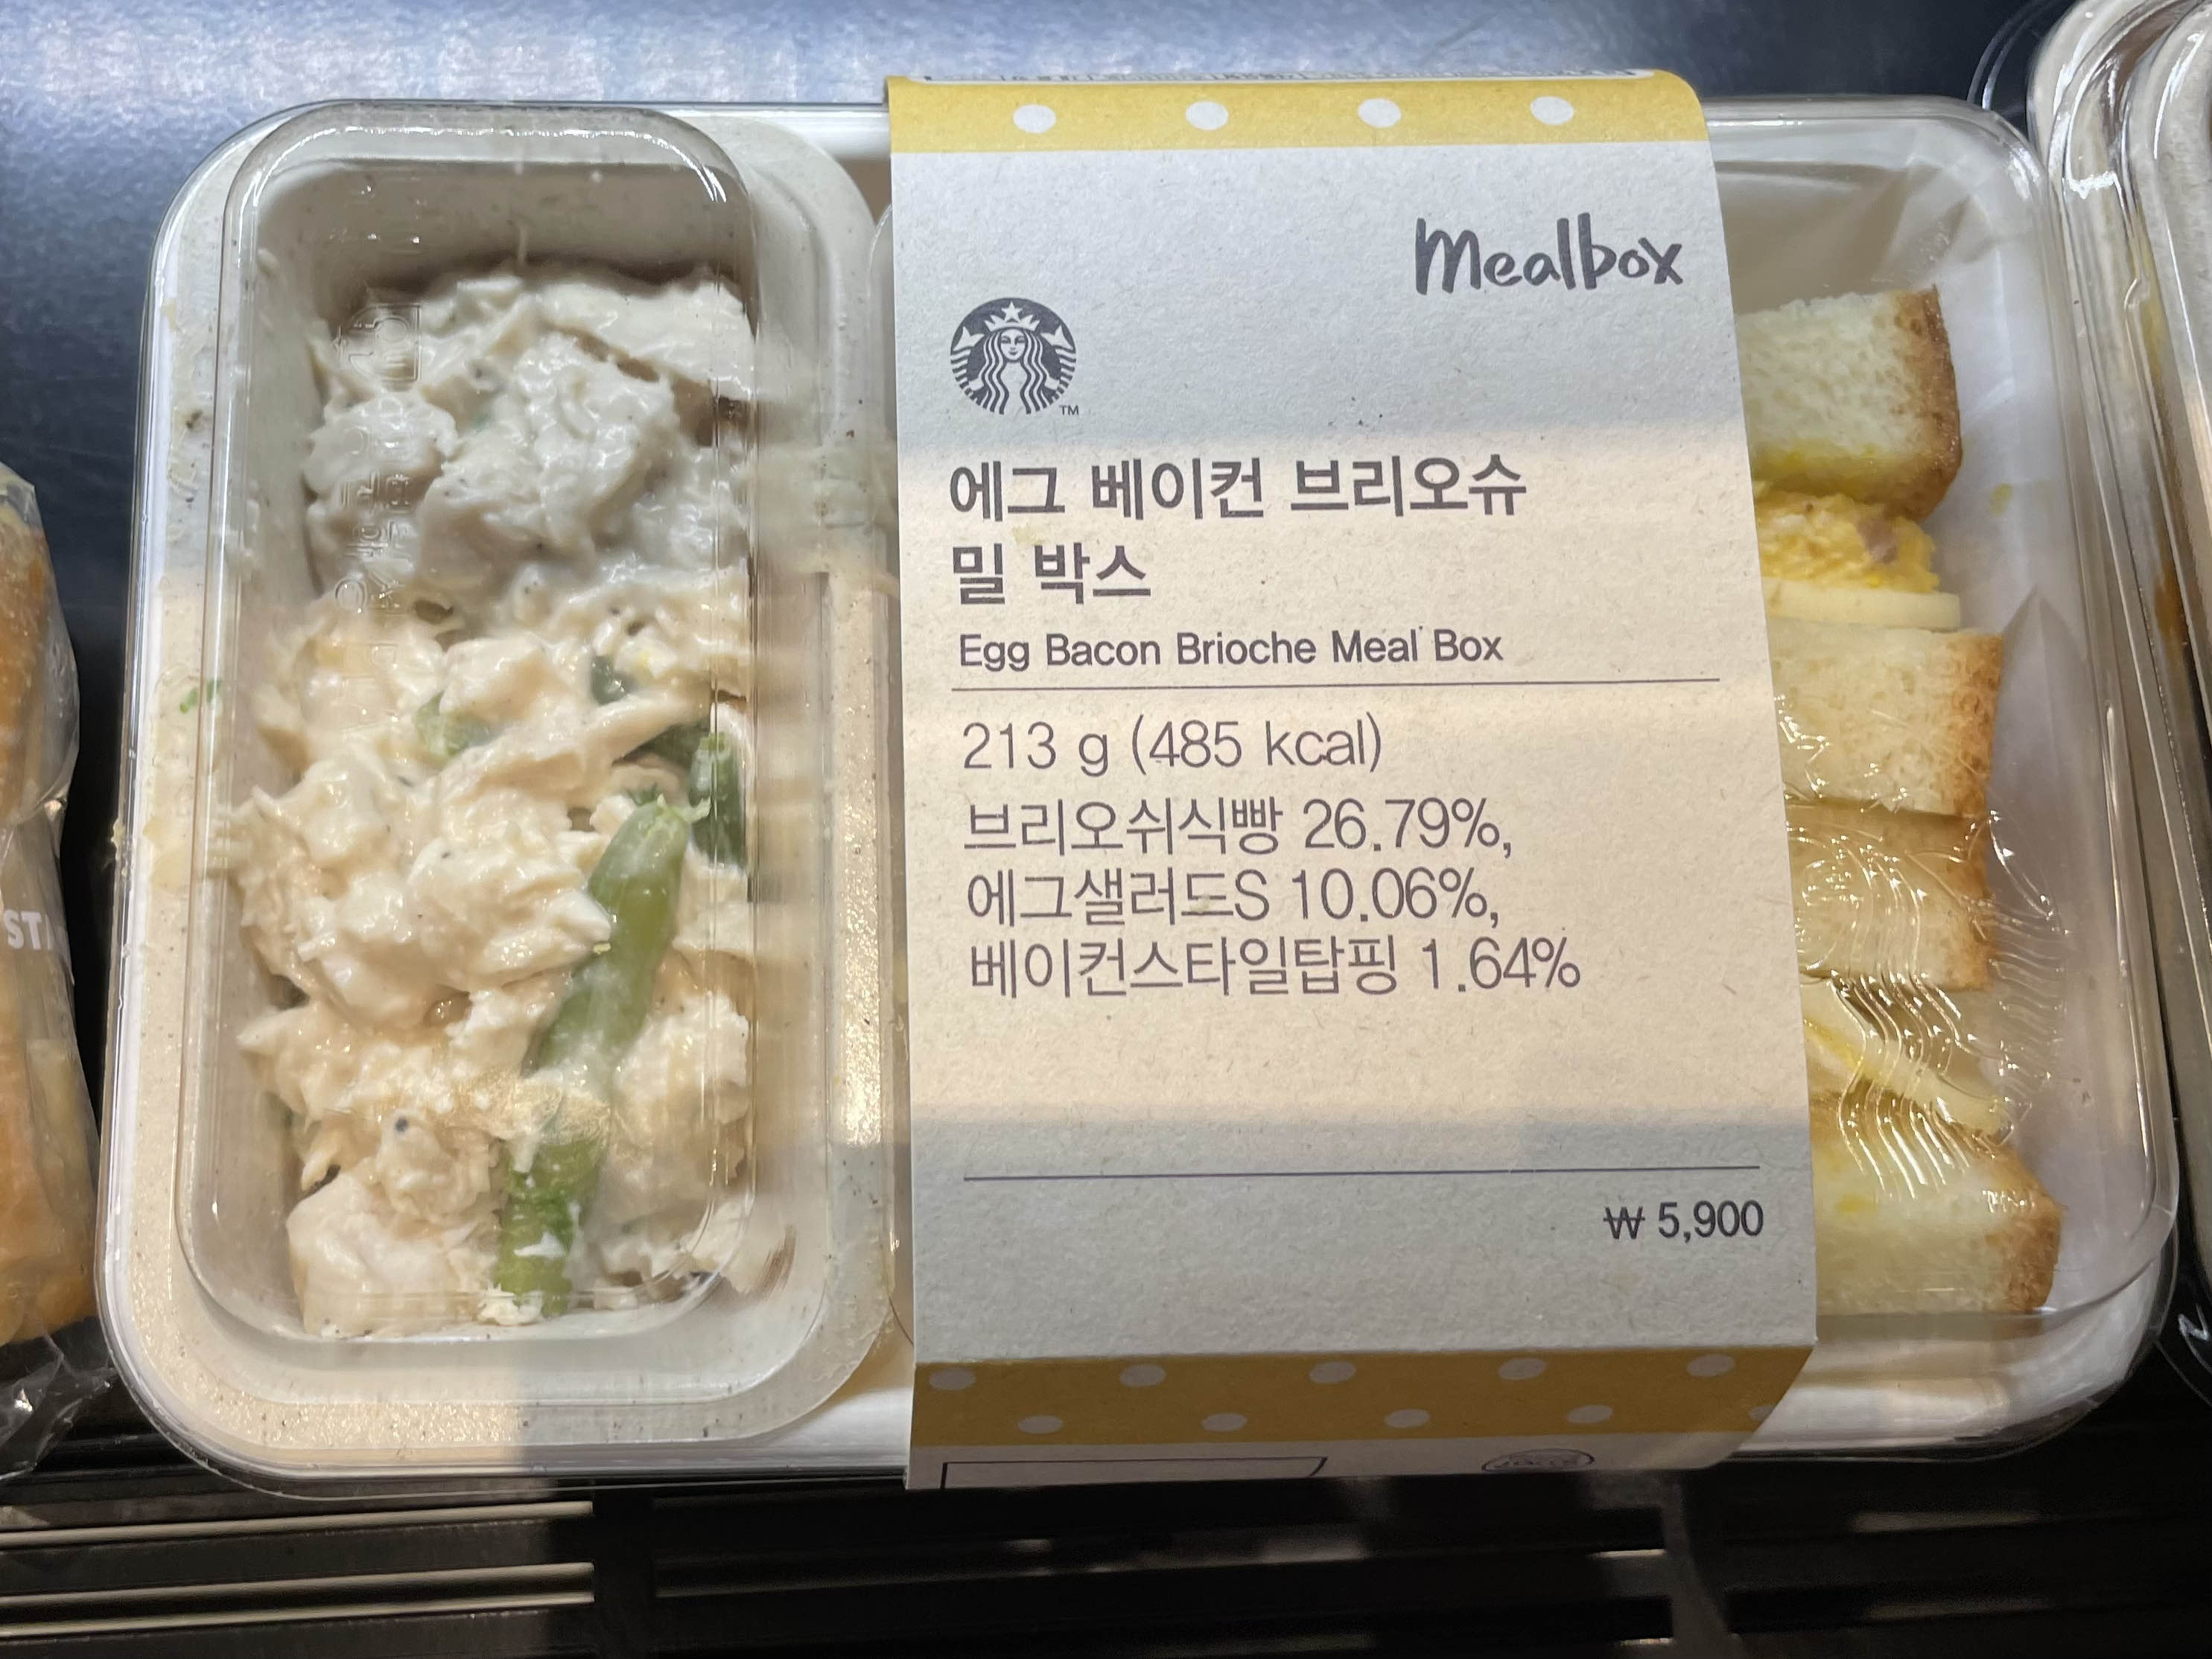 Mealbox
TM
에그 베이컨 브리오슈
밀 박스
Egg Bacon Brioche Meal Box
213 g (485 kcal)
브리오쉬식빵 26.79%,
에그샐러드S 10.06%,
베이컨스타일탑핑 1.64%
₩ 5,900